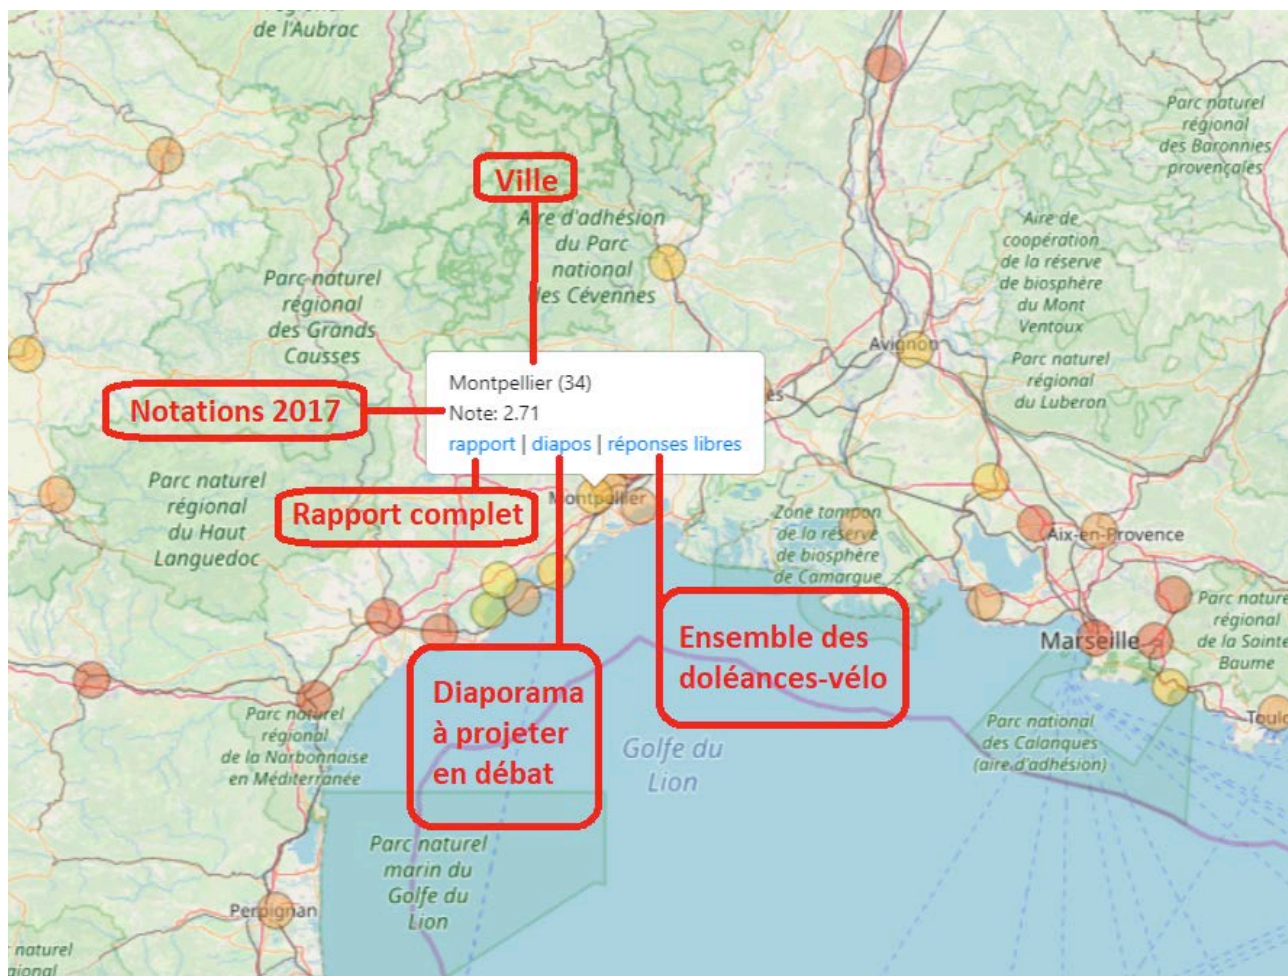 de l'Aubrac
Parc naturel
régional
des Baronnies
provençales
Ville
Aire d'adhésion
du Parc
national
des Cévennes
Aire de
coopération
de la réserve
de biosphère
du Mont
Ventoux
Parc naturel
régional
des Grands
Causses
Avignon
Parc naturel
régional
du Luberon
Montpellier (34)
Note: 2.71
rapport | diapos | réponses libres
Notations 2017
Parc naturel
régional
du Haut
Languedoc
Rapport complet
Montpellier
Zone tampon
de la réserve
de biosphère
de Camargue
Aix-en-Provence
Marseille
Parc nature
régional
de la Sainte
Baume
Ensemble des
doléances-vélo
Diaporama
à projeter
en débat
Parc naturel
régional
de la Narbonnaise
en Méditerranée
Golfe du
Lion
Parc national
des Calanques
(aire d'adhésion)
Toulo
Parc naturel
marin du
Golfe du
Lion
Perpignan
naturel